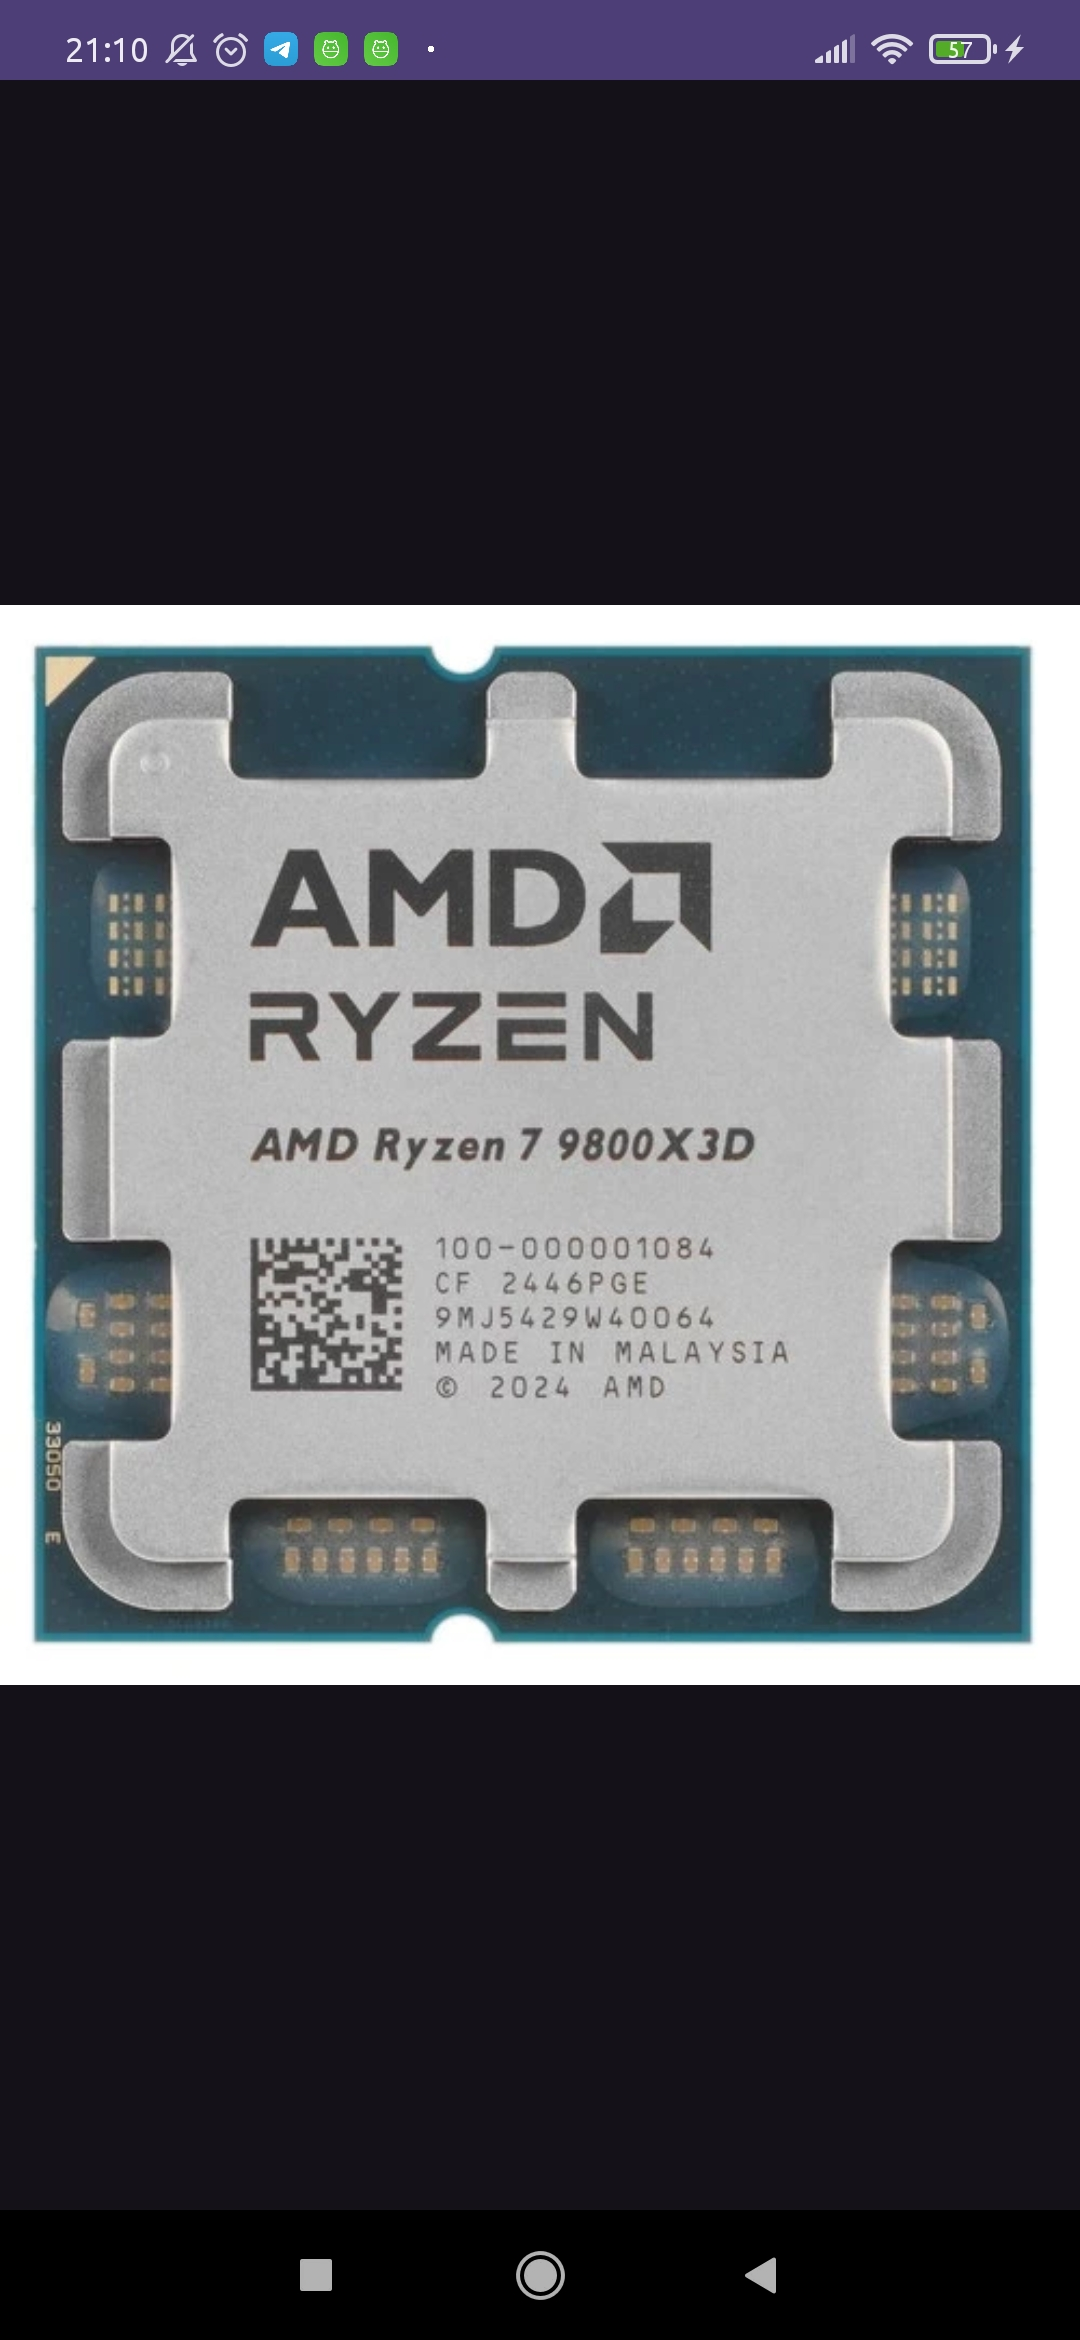 21:10
57
AMD
RYZEN
AMD Ryzen 7 9800X3D
100-000001084
CF 2446PGE
9MJ5429W40064
MADE IN MALAYSIA
© 2024 AMD
33050 E